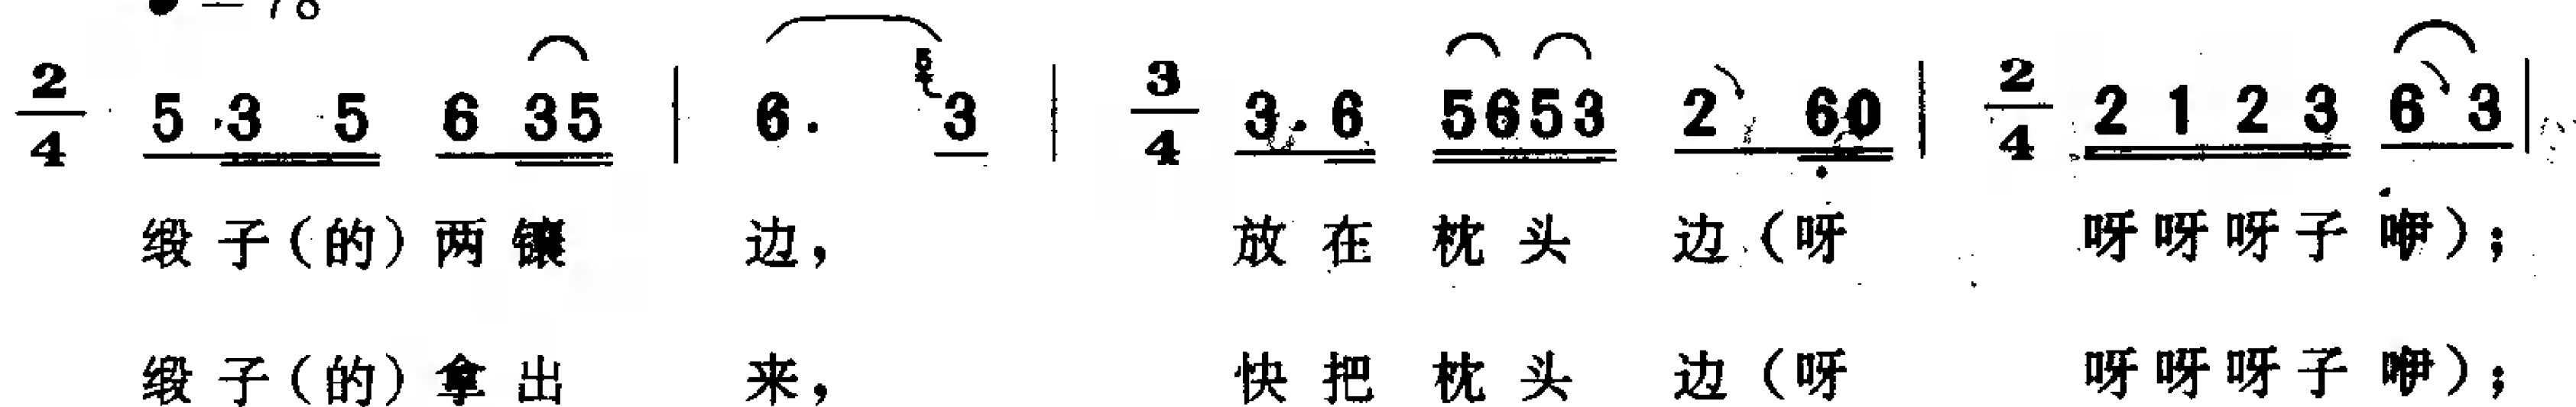 = 78
2/4 5 3 5 6 35 | 6. 5 3 | 3/4 3.6 5653 2 60 | 2/4 2 1 2 3 6 3 |
缎子(的)两镶 边, 放在枕头 边(呀 呀呀呀子咿);
缎子(的)拿出 来, 快把枕头 边(呀 呀呀呀子咿);